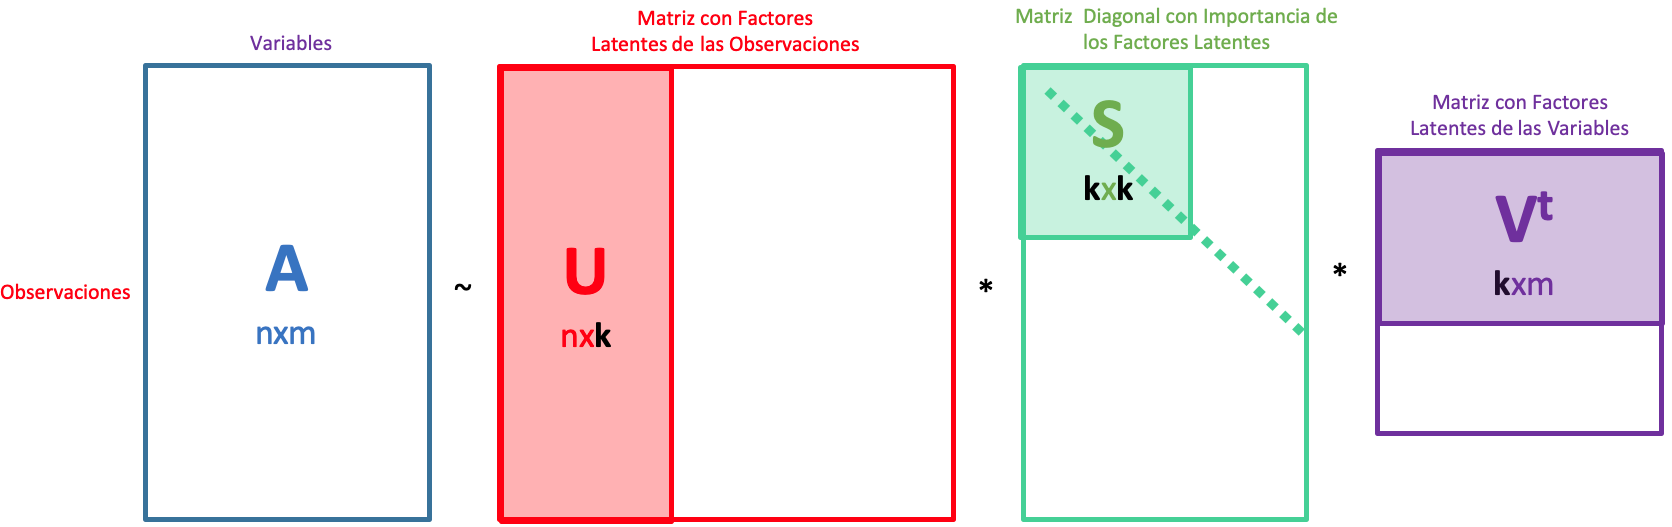 Variables
Observaciones
A
nxm
~
Matriz con Factores
Latentes de las Observaciones
U
nxk
*
Matriz Diagonal con Importancia de
los Factores Latentes
S
kxk
*
Matriz con Factores
Latentes de las Variables
Vᵗ
kxm